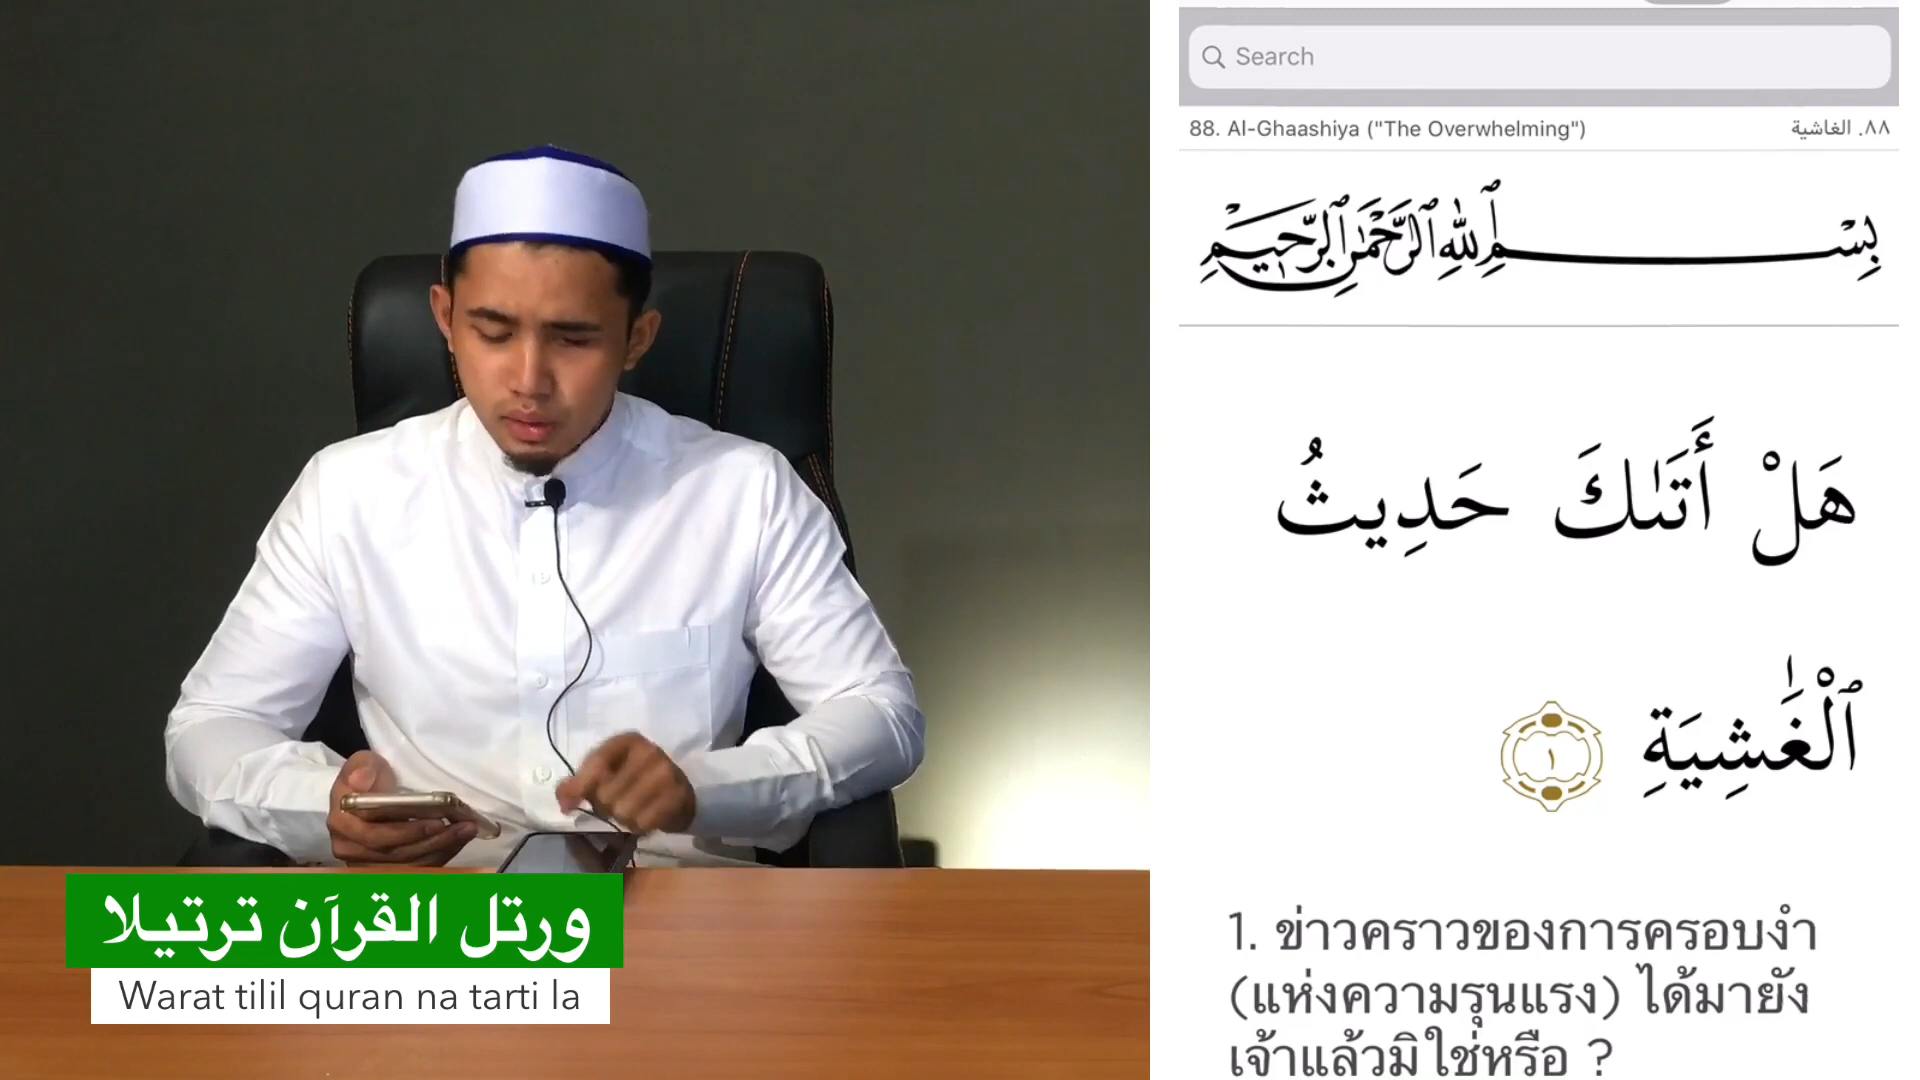 Search
88. Al-Ghaashiya ("The Overwhelming")
٨٨. الغاشية
بِسْمِ ٱللَّهِ ٱلرَّحْمَٰنِ ٱلرَّحِيمِ
هَلْ أَتَىٰكَ حَدِيثُ
ٱلْغَٰشِيَةِ ١
1. ข่าวคราวของการครอบงำ
(แห่งความรุนแรง) ได้มายัง
เจ้าแล้วมิใช่หรือ ?
ورتل القرآن ترتيلا
Warat tilil quran na tarti la